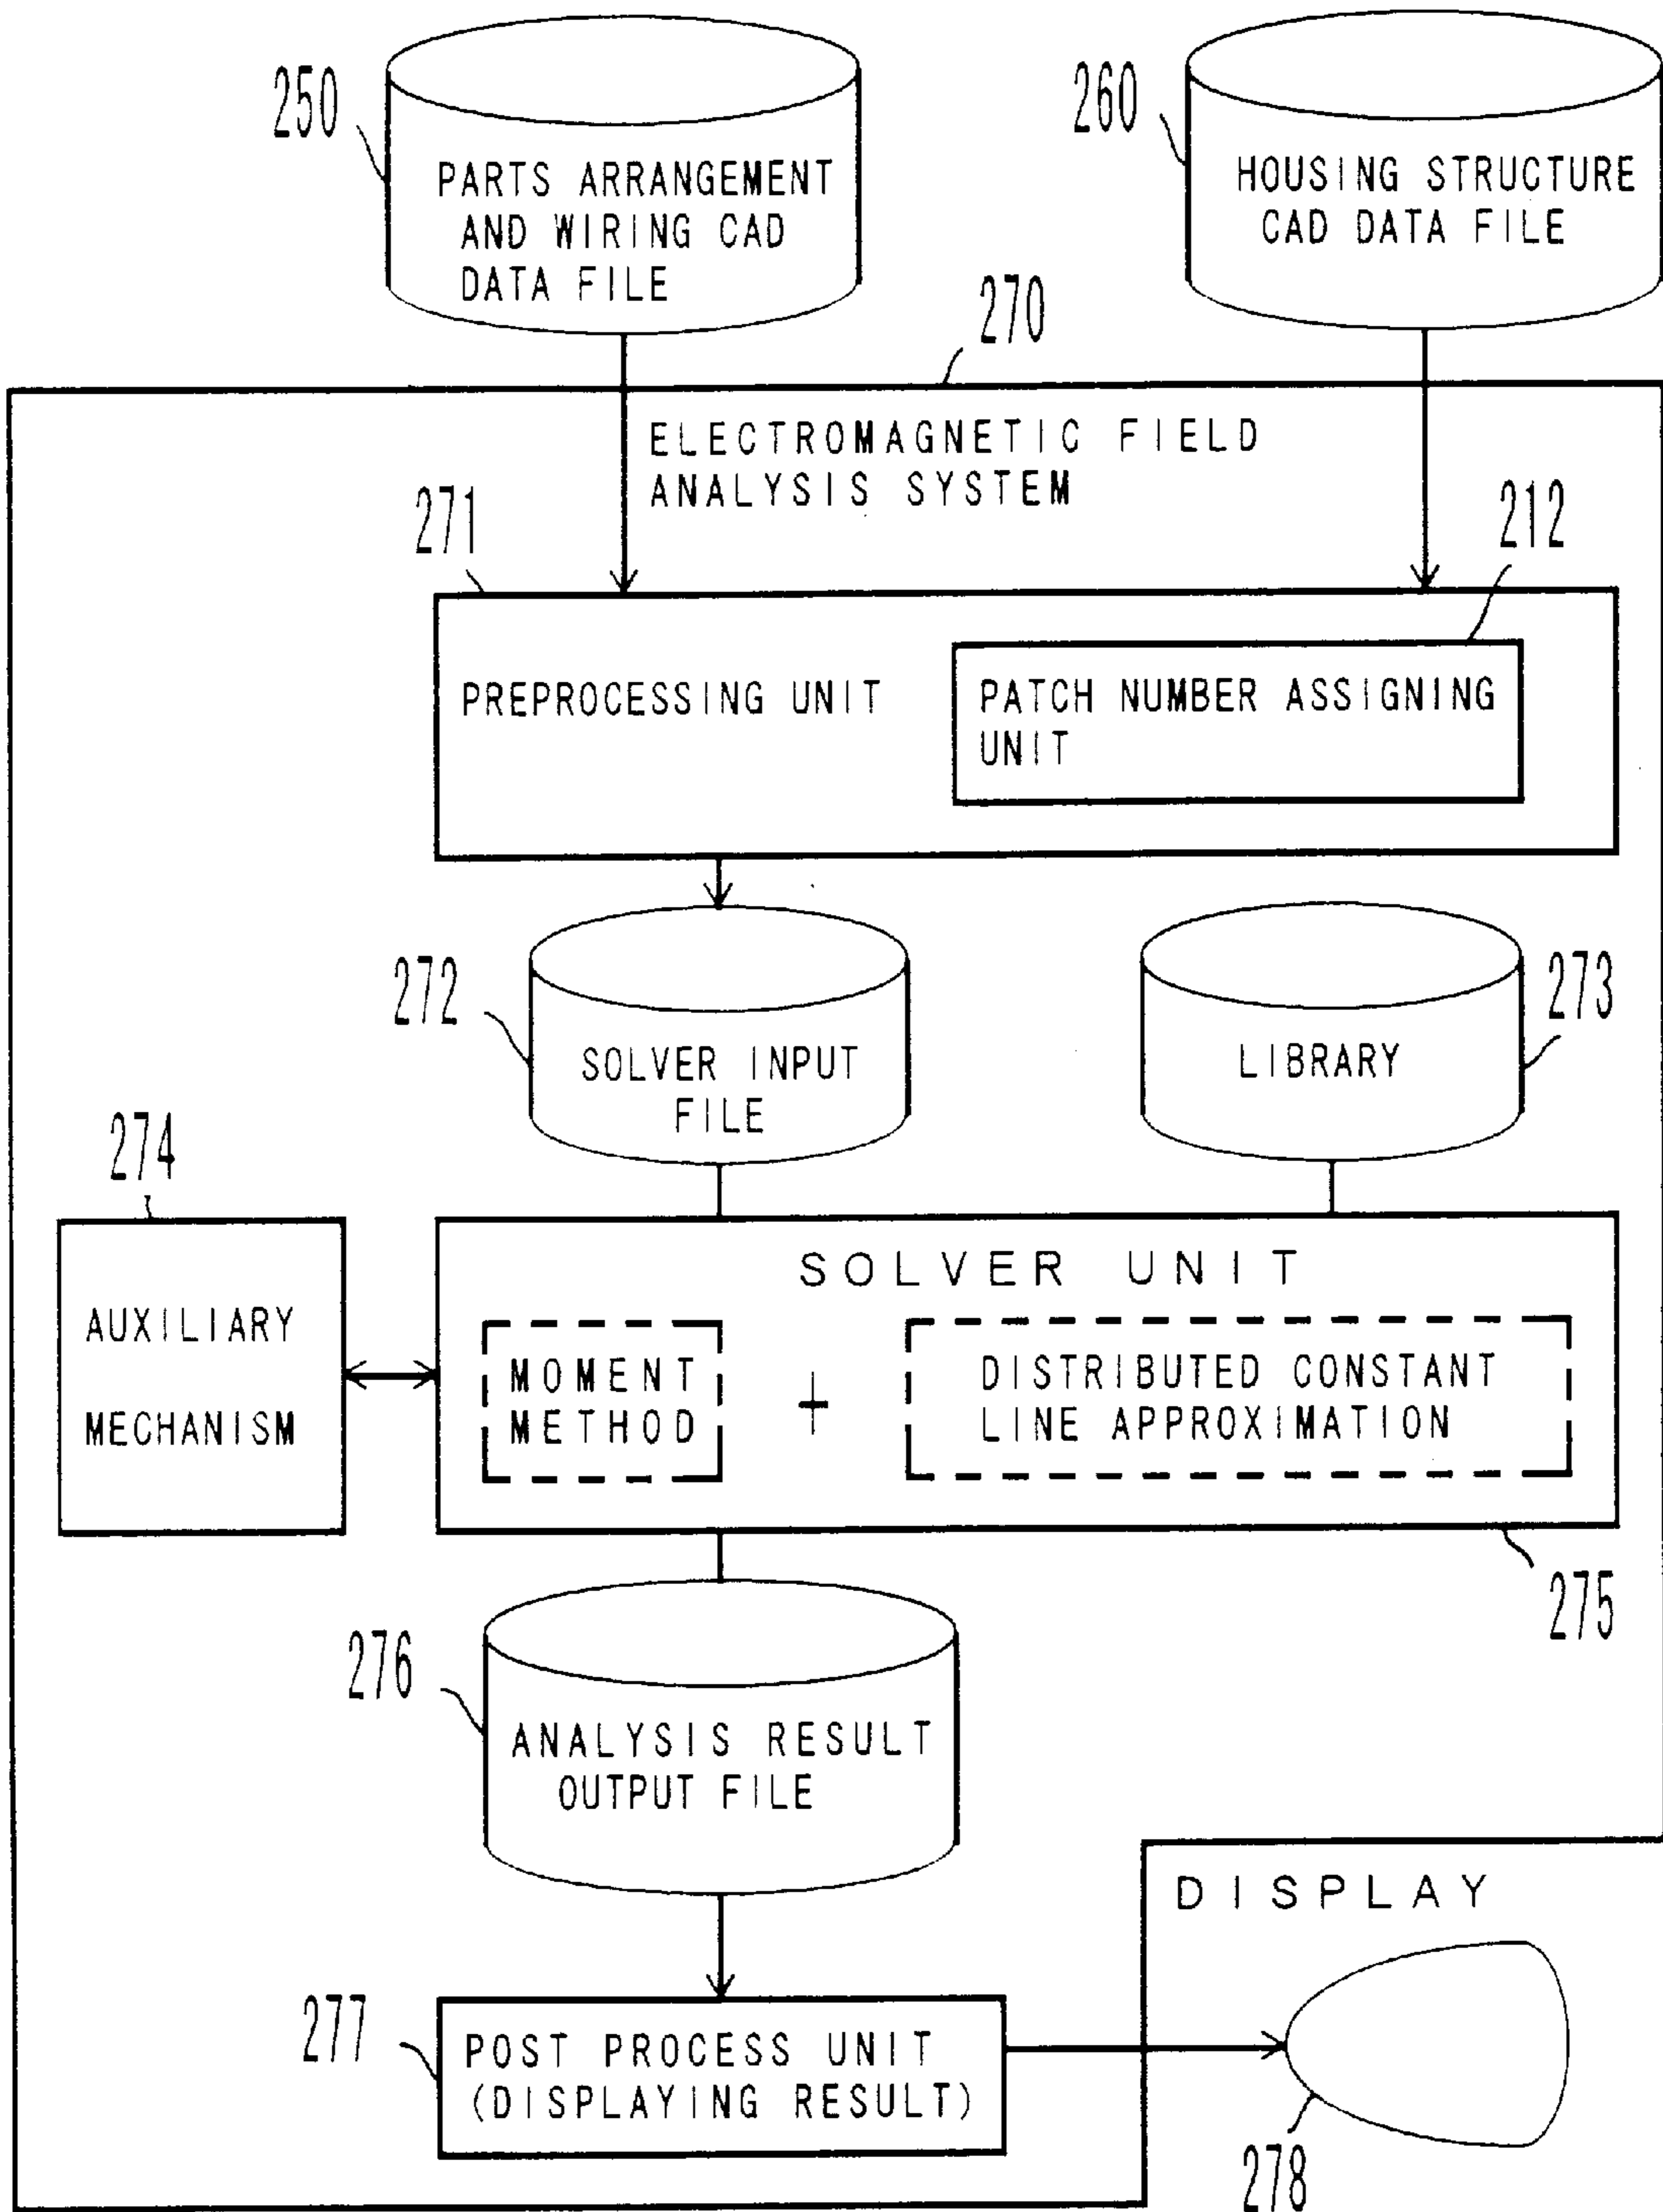 250
PARTS ARRANGEMENT
AND WIRING CAD
DATA FILE
260
HOUSING STRUCTURE
CAD DATA FILE
270
ELECTROMAGNETIC FIELD
ANALYSIS SYSTEM
271
212
PREPROCESSING UNIT
PATCH NUMBER ASSIGNING
UNIT
272
SOLVER INPUT
FILE
273
LIBRARY
274
AUXILIARY
MECHANISM
SOLVER UNIT
MOMENT
METHOD
+
DISTRIBUTED CONSTANT
LINE APPROXIMATION
275
276
ANALYSIS RESULT
OUTPUT FILE
DISPLAY
277
POST PROCESS UNIT
(DISPLAYING RESULT)
278